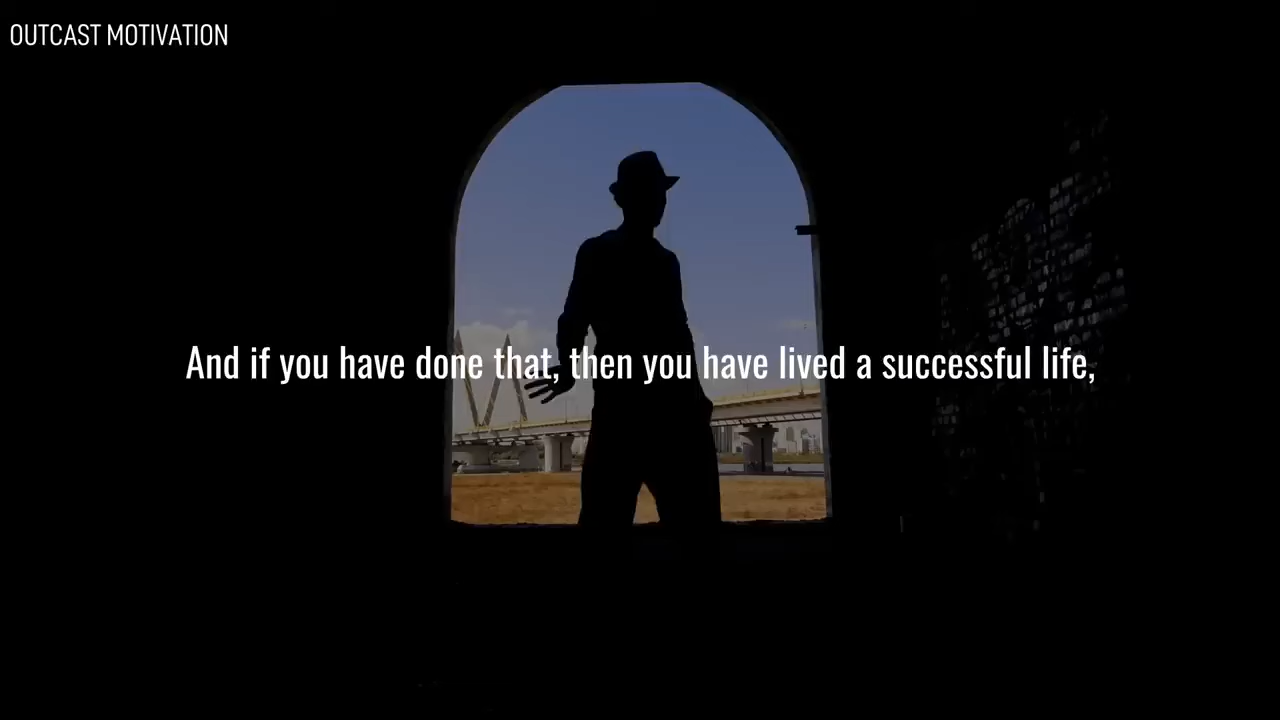 OUTCAST MOTIVATION
And if you have done that, then you have lived a successful life,